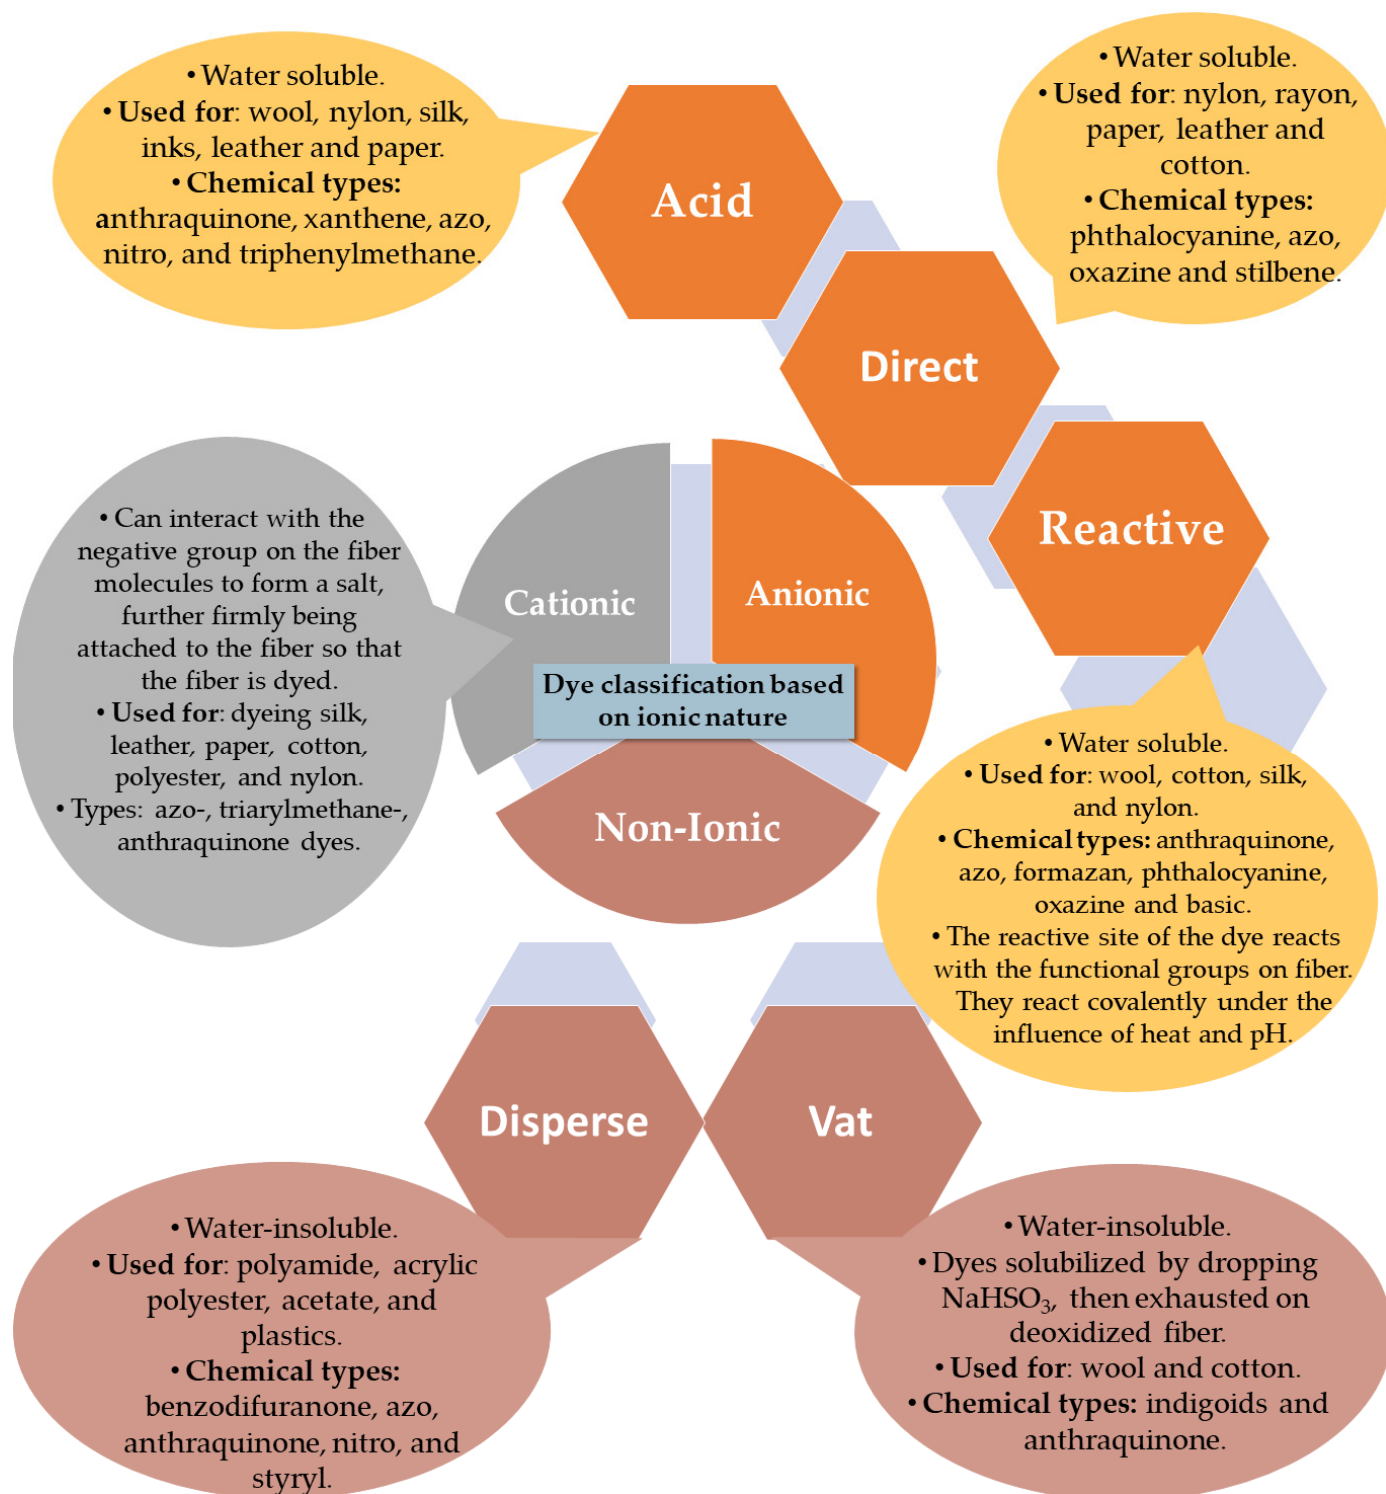 • Water soluble.
• Used for: wool, nylon, silk,
inks, leather and paper.
• Chemical types:
anthraquinone, xanthene, azo,
nitro, and triphenylmethane.
Acid
• Water soluble.
• Used for: nylon, rayon,
paper, leather and
cotton.
• Chemical types:
phthalocyanine, azo,
oxazine and stilbene.
Direct
Reactive
• Can interact with the
negative group on the fiber
molecules to form a salt,
further firmly being
attached to the fiber so that
the fiber is dyed.
• Used for: dyeing silk,
leather, paper, cotton,
polyester, and nylon.
• Types: azo-, triarylmethane-,
anthraquinone dyes.
Cationic
Anionic
Dye classification based
on ionic nature
Non-Ionic
• Water soluble.
• Used for: wool, cotton, silk,
and nylon.
• Chemical types: anthraquinone,
azo, formazan, phthalocyanine,
oxazine and basic.
• The reactive site of the dye reacts
with the functional groups on fiber.
They react covalently under the
influence of heat and pH.
Disperse
Vat
• Water-insoluble.
• Used for: polyamide, acrylic
polyester, acetate, and
plastics.
• Chemical types:
benzodifuranone, azo,
anthraquinone, nitro, and
styryl.
• Water-insoluble.
• Dyes solubilized by dropping
NaHSO₃, then exhausted on
deoxidized fiber.
• Used for: wool and cotton.
• Chemical types: indigoids and
anthraquinone.